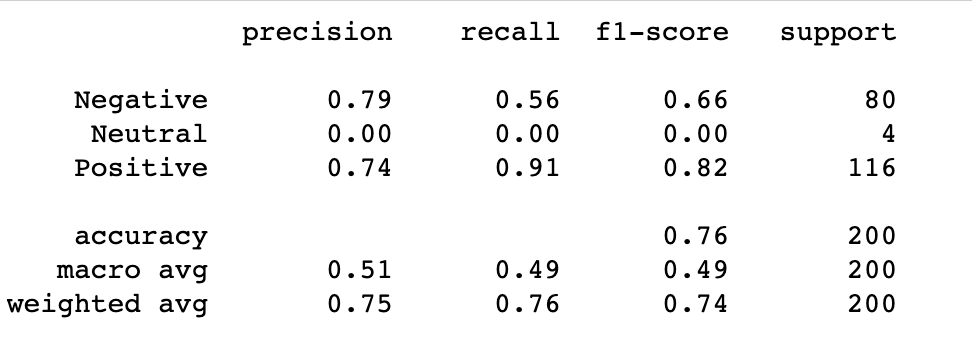 precision recall f1-score support
Negative 0.79 0.56 0.66 80
Neutral 0.00 0.00 0.00 4
Positive 0.74 0.91 0.82 116
accuracy 0.76 200
macro avg 0.51 0.49 0.49 200
weighted avg 0.75 0.76 0.74 200